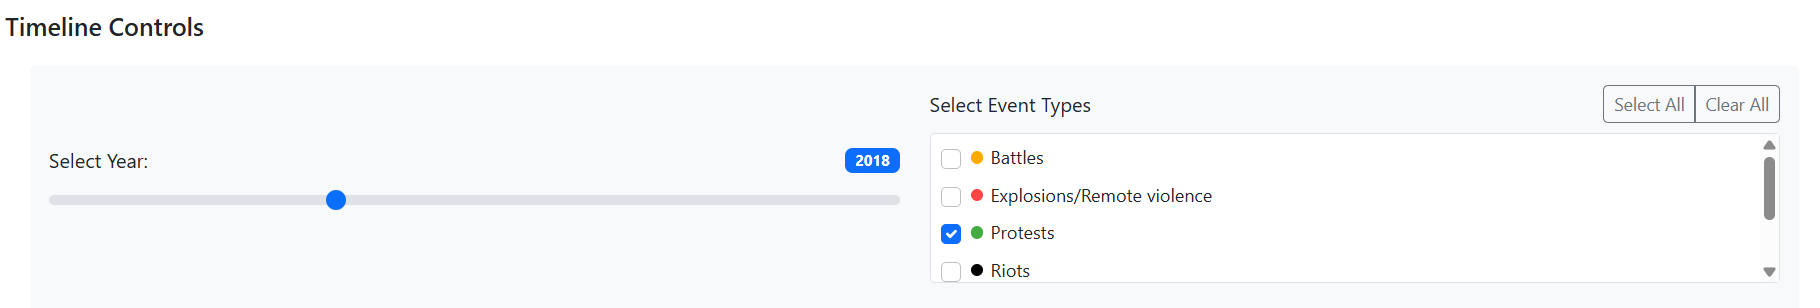 Timeline Controls
Select Year:
2018
Select Event Types
Select All
Clear All
Battles
Explosions/Remote violence
Protests
Riots